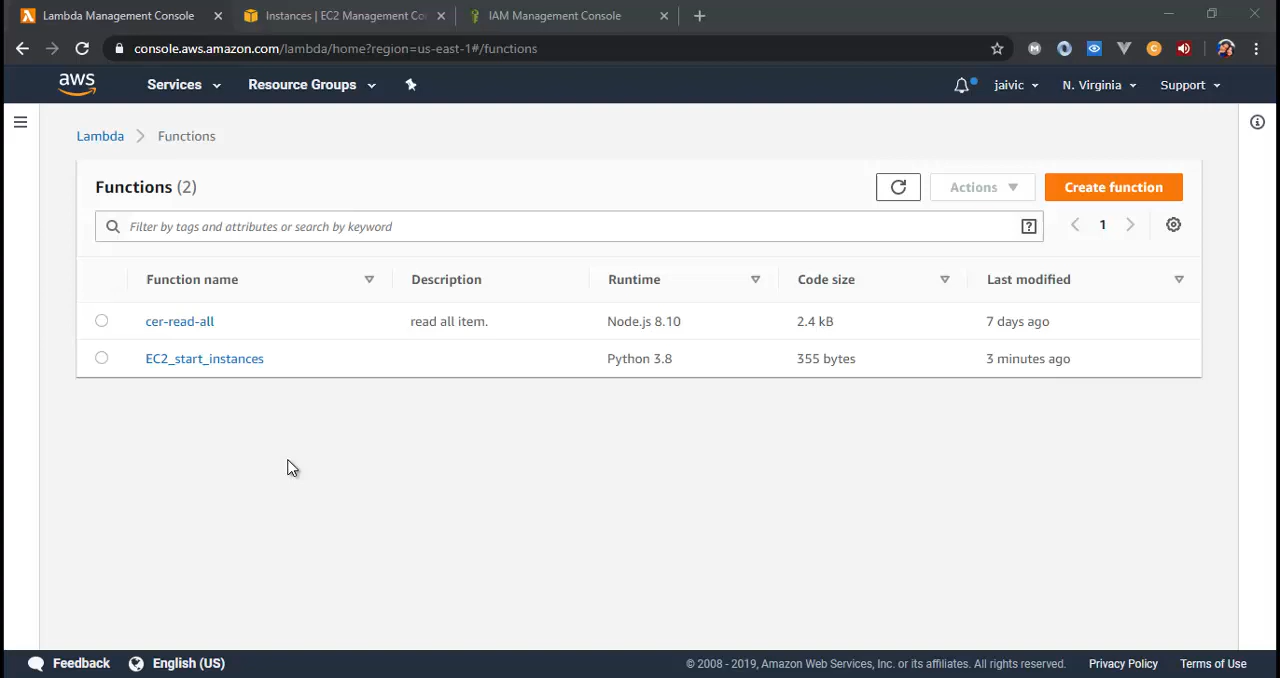 Lambda Management Console
Instances | EC2 Management Co
IAM Management Console
console.aws.amazon.com/lambda/home?region=us-east-1#/functions
aws Services Resource Groups jaivic N. Virginia Support
Lambda Functions
Functions (2) Actions Create function
Filter by tags and attributes or search by keyword 1
Function name Description Runtime Code size Last modified
cer-read-all read all item. Node.js 8.10 2.4 kB 7 days ago
EC2_start_instances Python 3.8 355 bytes 3 minutes ago
Feedback English (US) © 2008 - 2019, Amazon Web Services, Inc. or its affiliates. All rights reserved. Privacy Policy Terms of Use